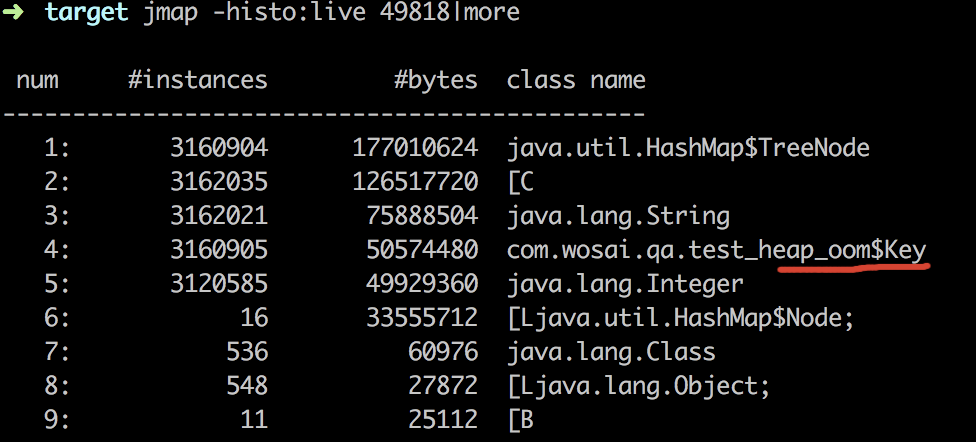 → target jmap -histo:live 49818|more
num #instances #bytes class name
----------------------------------------------
1: 3160904 177010624 java.util.HashMap$TreeNode
2: 3162035 126517720 [C
3: 3162021 75888504 java.lang.String
4: 3160905 50574480 com.wosai.qa.test_heap_oom$Key
5: 3120585 49929360 java.lang.Integer
6: 16 33555712 [Ljava.util.HashMap$Node;
7: 536 60976 java.lang.Class
8: 548 27872 [Ljava.lang.Object;
9: 11 25112 [B